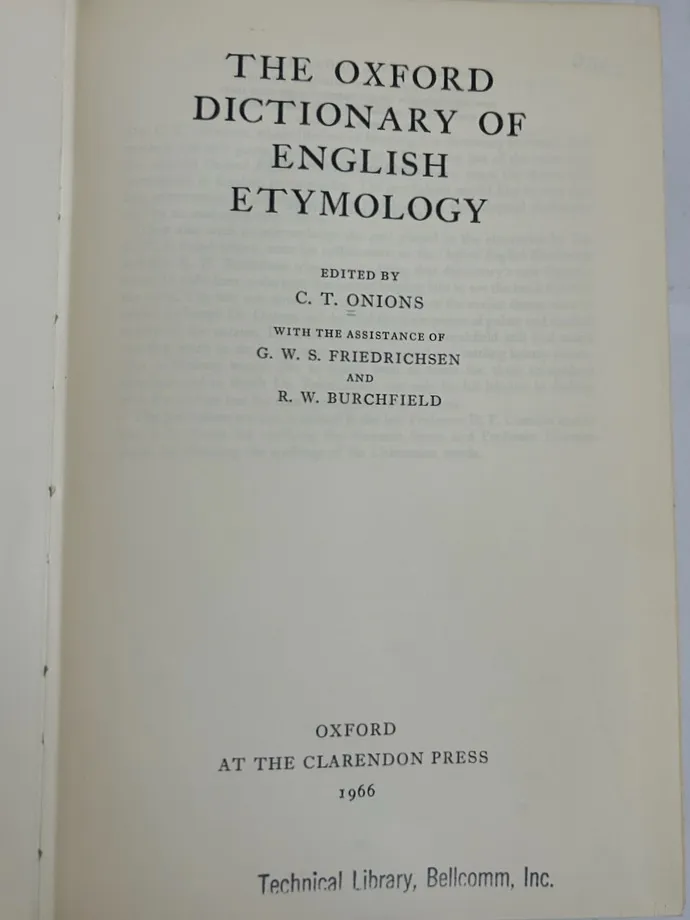 THE OXFORD
DICTIONARY OF
ENGLISH
ETYMOLOGY
EDITED BY
C. T. ONIONS
WITH THE ASSISTANCE OF
G. W. S. FRIEDRICHSEN
AND
R. W. BURCHFIELD
OXFORD
AT THE CLARENDON PRESS
1966
Technical Library, Bellcomm, Inc.